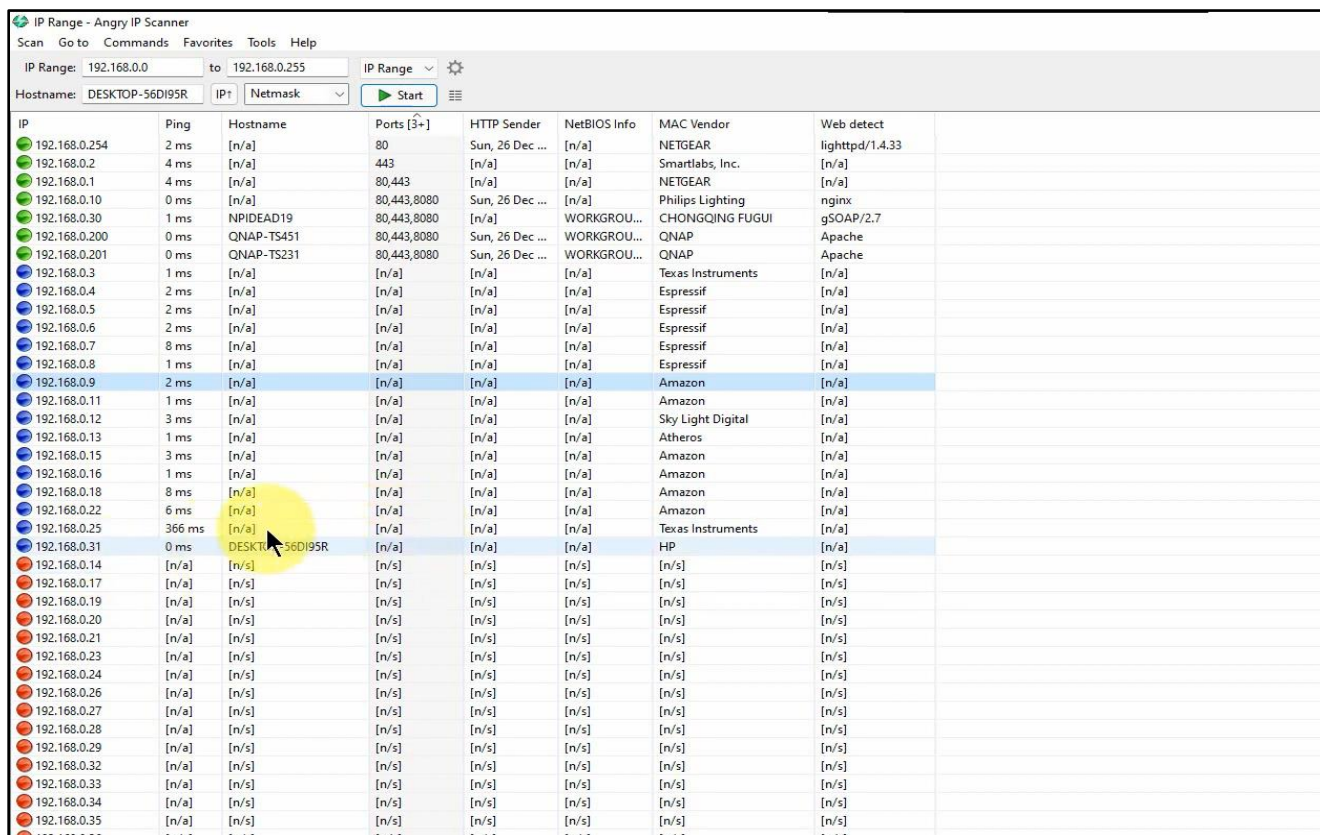 IP Range - Angry IP Scanner
Scan Go to Commands Favorites Tools Help
IP Range: 192.168.0.0 to 192.168.0.255 IP Range
Hostname: DESKTOP-56DI95R IP↑ Netmask Start
IP Ping Hostname Ports [3+] HTTP Sender NetBIOS Info MAC Vendor Web detect
192.168.0.254 2 ms [n/a] 80 Sun, 26 Dec ... [n/a] NETGEAR lighttpd/1.4.33
192.168.0.2 4 ms [n/a] 443 [n/a] [n/a] Smartlabs, Inc. [n/a]
192.168.0.1 4 ms [n/a] 80,443 [n/a] [n/a] NETGEAR [n/a]
192.168.0.10 0 ms [n/a] 80,443,8080 Sun, 26 Dec ... [n/a] Philips Lighting nginx
192.168.0.30 1 ms NPIDEAD19 80,443,8080 [n/a] WORKGROU... CHONGQING FUGUI gSOAP/2.7
192.168.0.200 0 ms QNAP-TS451 80,443,8080 Sun, 26 Dec ... WORKGROU... QNAP Apache
192.168.0.201 0 ms QNAP-TS231 80,443,8080 Sun, 26 Dec ... WORKGROU... QNAP Apache
192.168.0.3 1 ms [n/a] [n/a] [n/a] [n/a] Texas Instruments [n/a]
192.168.0.4 2 ms [n/a] [n/a] [n/a] [n/a] Espressif [n/a]
192.168.0.5 2 ms [n/a] [n/a] [n/a] [n/a] Espressif [n/a]
192.168.0.6 2 ms [n/a] [n/a] [n/a] [n/a] Espressif [n/a]
192.168.0.7 8 ms [n/a] [n/a] [n/a] [n/a] Espressif [n/a]
192.168.0.8 1 ms [n/a] [n/a] [n/a] [n/a] Espressif [n/a]
192.168.0.9 2 ms [n/a] [n/a] [n/a] [n/a] Amazon [n/a]
192.168.0.11 1 ms [n/a] [n/a] [n/a] [n/a] Amazon [n/a]
192.168.0.12 3 ms [n/a] [n/a] [n/a] [n/a] Sky Light Digital [n/a]
192.168.0.13 1 ms [n/a] [n/a] [n/a] [n/a] Atheros [n/a]
192.168.0.15 3 ms [n/a] [n/a] [n/a] [n/a] Amazon [n/a]
192.168.0.16 1 ms [n/a] [n/a] [n/a] [n/a] Amazon [n/a]
192.168.0.18 8 ms [n/a] [n/a] [n/a] [n/a] Amazon [n/a]
192.168.0.22 6 ms [n/a] [n/a] [n/a] [n/a] Amazon [n/a]
192.168.0.25 366 ms [n/a] [n/a] [n/a] [n/a] Texas Instruments [n/a]
192.168.0.31 0 ms DESKTOP-56DI95R [n/a] [n/a] [n/a] HP [n/a]
192.168.0.14 [n/a] [n/s] [n/s] [n/s] [n/s] [n/s] [n/s]
192.168.0.17 [n/a] [n/s] [n/s] [n/s] [n/s] [n/s] [n/s]
192.168.0.19 [n/a] [n/s] [n/s] [n/s] [n/s] [n/s] [n/s]
192.168.0.20 [n/a] [n/s] [n/s] [n/s] [n/s] [n/s] [n/s]
192.168.0.21 [n/a] [n/s] [n/s] [n/s] [n/s] [n/s] [n/s]
192.168.0.23 [n/a] [n/s] [n/s] [n/s] [n/s] [n/s] [n/s]
192.168.0.24 [n/a] [n/s] [n/s] [n/s] [n/s] [n/s] [n/s]
192.168.0.26 [n/a] [n/s] [n/s] [n/s] [n/s] [n/s] [n/s]
192.168.0.27 [n/a] [n/s] [n/s] [n/s] [n/s] [n/s] [n/s]
192.168.0.28 [n/a] [n/s] [n/s] [n/s] [n/s] [n/s] [n/s]
192.168.0.29 [n/a] [n/s] [n/s] [n/s] [n/s] [n/s] [n/s]
192.168.0.32 [n/a] [n/s] [n/s] [n/s] [n/s] [n/s] [n/s]
192.168.0.33 [n/a] [n/s] [n/s] [n/s] [n/s] [n/s] [n/s]
192.168.0.34 [n/a] [n/s] [n/s] [n/s] [n/s] [n/s] [n/s]
192.168.0.35 [n/a] [n/s] [n/s] [n/s] [n/s] [n/s] [n/s]